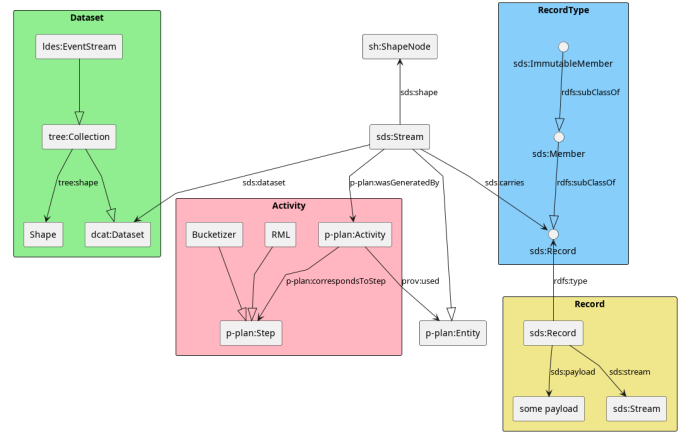 Dataset
RecordType
ldes:EventStream
sh:ShapeNode
sds:ImmutableMember
sds:shape
rdfs:subClassOf
tree:Collection
sds:Stream
sds:Member
tree:shape
sds:dataset
p-plan:wasGeneratedBy
sds:carries
rdfs:subClassOf
Activity
Shape
dcat:Dataset
Bucketizer
RML
p-plan:Activity
sds:Record
p-plan:correspondsToStep
prov:used
rdfs:type
Record
p-plan:Step
p-plan:Entity
sds:Record
sds:payload
sds:stream
some payload
sds:Stream